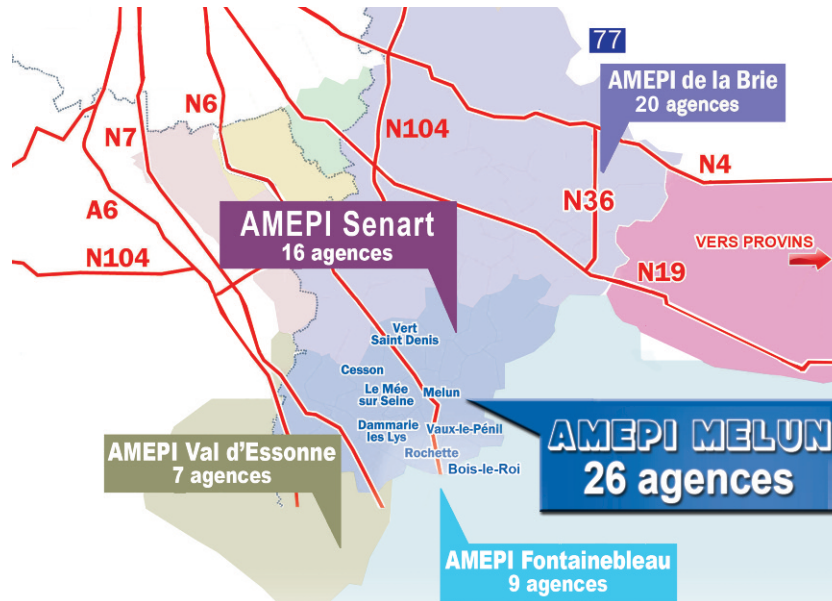 77
AMEPI de la Brie
20 agences
N6
N7
N104
N4
A6
N36
AMEPI Senart
16 agences
VERS PROVINS
N104
N19
Vert
Saint Denis
Cesson
Le Mée
sur Seine
Melun
Dammarie
les Lys
Vaux-le-Pénil
Rochette
Bois-le-Roi
AMEPI MELUN
26 agences
AMEPI Val d'Essonne
7 agences
AMEPI Fontainebleau
9 agences